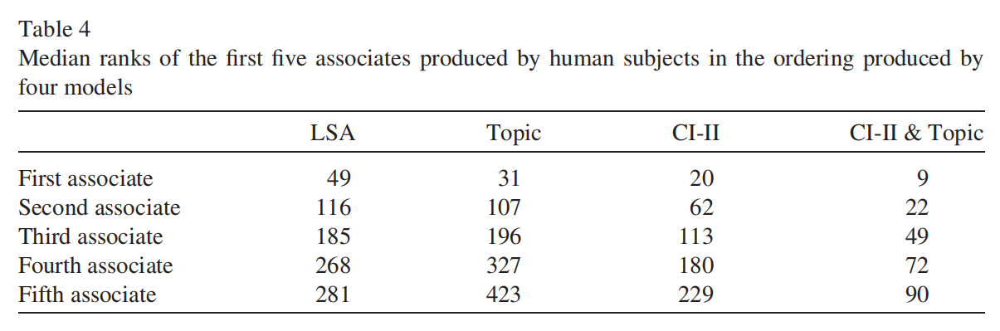 Table 4
Median ranks of the first five associates produced by human subjects in the ordering produced by
four models
LSA Topic CI-II CI-II & Topic
First associate 49 31 20 9
Second associate 116 107 62 22
Third associate 185 196 113 49
Fourth associate 268 327 180 72
Fifth associate 281 423 229 90